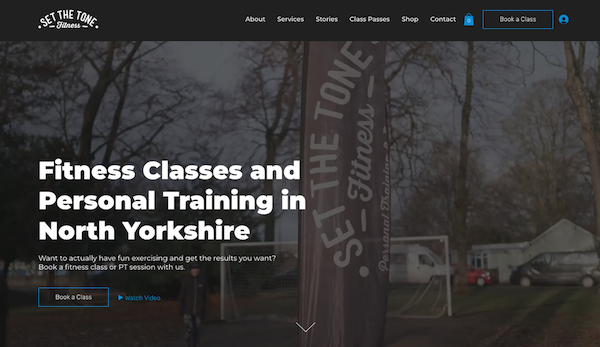 SET THE TONE
Fitness
About
Services
Stories
Class Passes
Shop
Contact
0
Book a Class
SET THE TONE
Fitness
Personal Training &
Fitness Classes and
Personal Training in
North Yorkshire
Want to actually have fun exercising and get the results you want?
Book a fitness class or PT session with us.
Book a Class
Watch Video